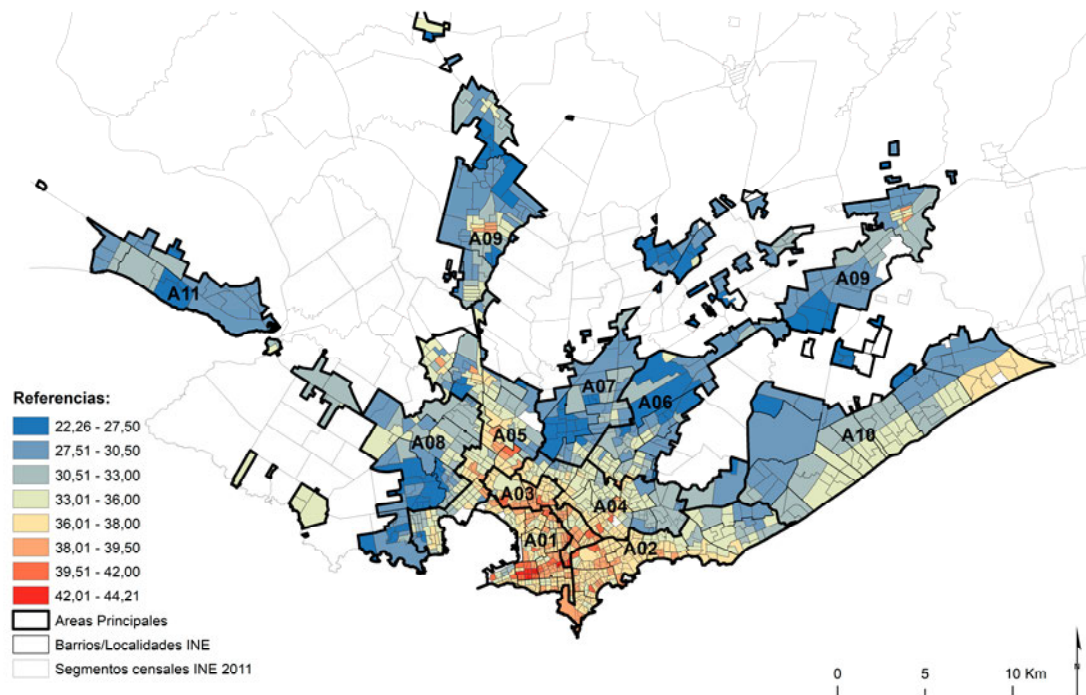 A09
A11
A09
A07
A06
A08
A05
A10
A03
A04
A01
A02
Referencias:
22,26 - 27,50
27,51 - 30,50
30,51 - 33,00
33,01 - 36,00
36,01 - 38,00
38,01 - 39,50
39,51 - 42,00
42,01 - 44,21
Areas Principales
Barrios/Localidades INE
Segmentos censales INE 2011
0 5 10 Km